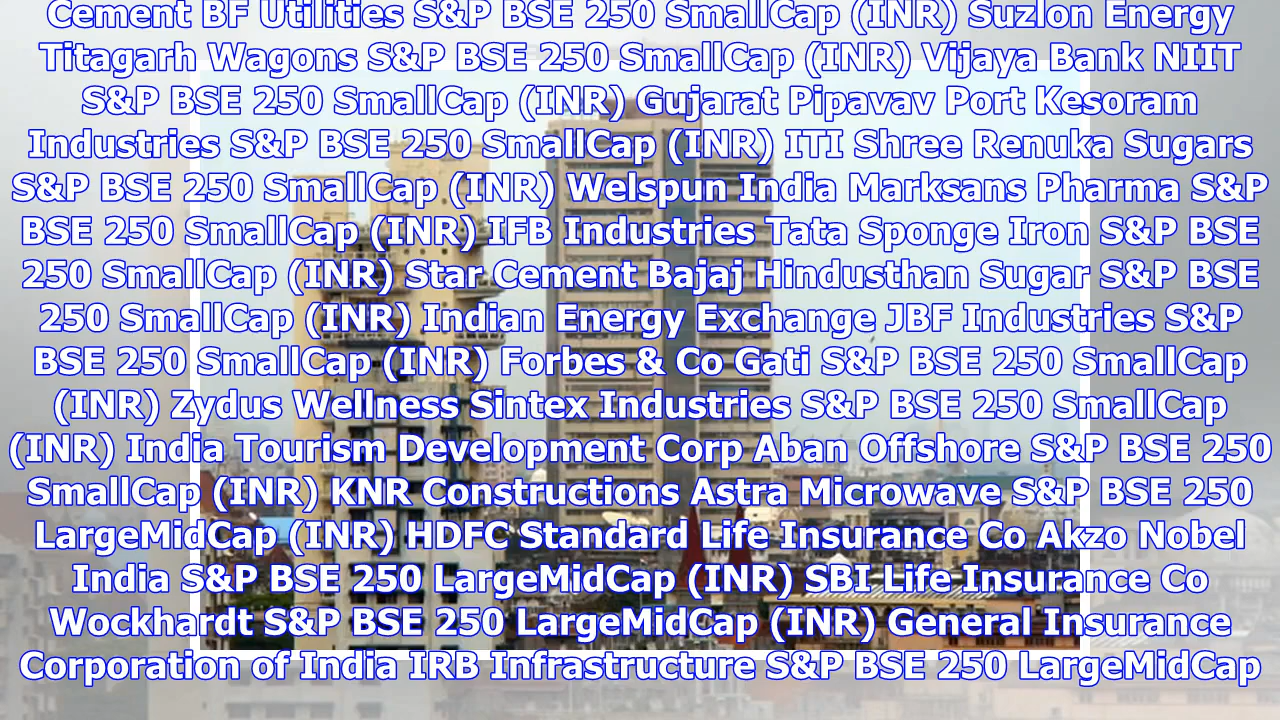 Cement BF Utilities S&P BSE 250 SmallCap (INR) Suzlon Energy
Titagarh Wagons S&P BSE 250 SmallCap (INR) Vijaya Bank NIIT
S&P BSE 250 SmallCap (INR) Gujarat Pipavav Port Kesoram
Industries S&P BSE 250 SmallCap (INR) ITI Shree Renuka Sugars
S&P BSE 250 SmallCap (INR) Welspun India Marksans Pharma S&P
BSE 250 SmallCap (INR) IFB Industries Tata Sponge Iron S&P BSE
250 SmallCap (INR) Star Cement Bajaj Hindusthan Sugar S&P BSE
250 SmallCap (INR) Indian Energy Exchange JBF Industries S&P
BSE 250 SmallCap (INR) Forbes & Co Gati S&P BSE 250 SmallCap
(INR) Zydus Wellness Sintex Industries S&P BSE 250 SmallCap
(INR) India Tourism Development Corp Aban Offshore S&P BSE 250
SmallCap (INR) KNR Constructions Astra Microwave S&P BSE 250
LargeMidCap (INR) HDFC Standard Life Insurance Co Akzo Nobel
India S&P BSE 250 LargeMidCap (INR) SBI Life Insurance Co
Wockhardt S&P BSE 250 LargeMidCap (INR) General Insurance
Corporation of India IRB Infrastructure S&P BSE 250 LargeMidCap